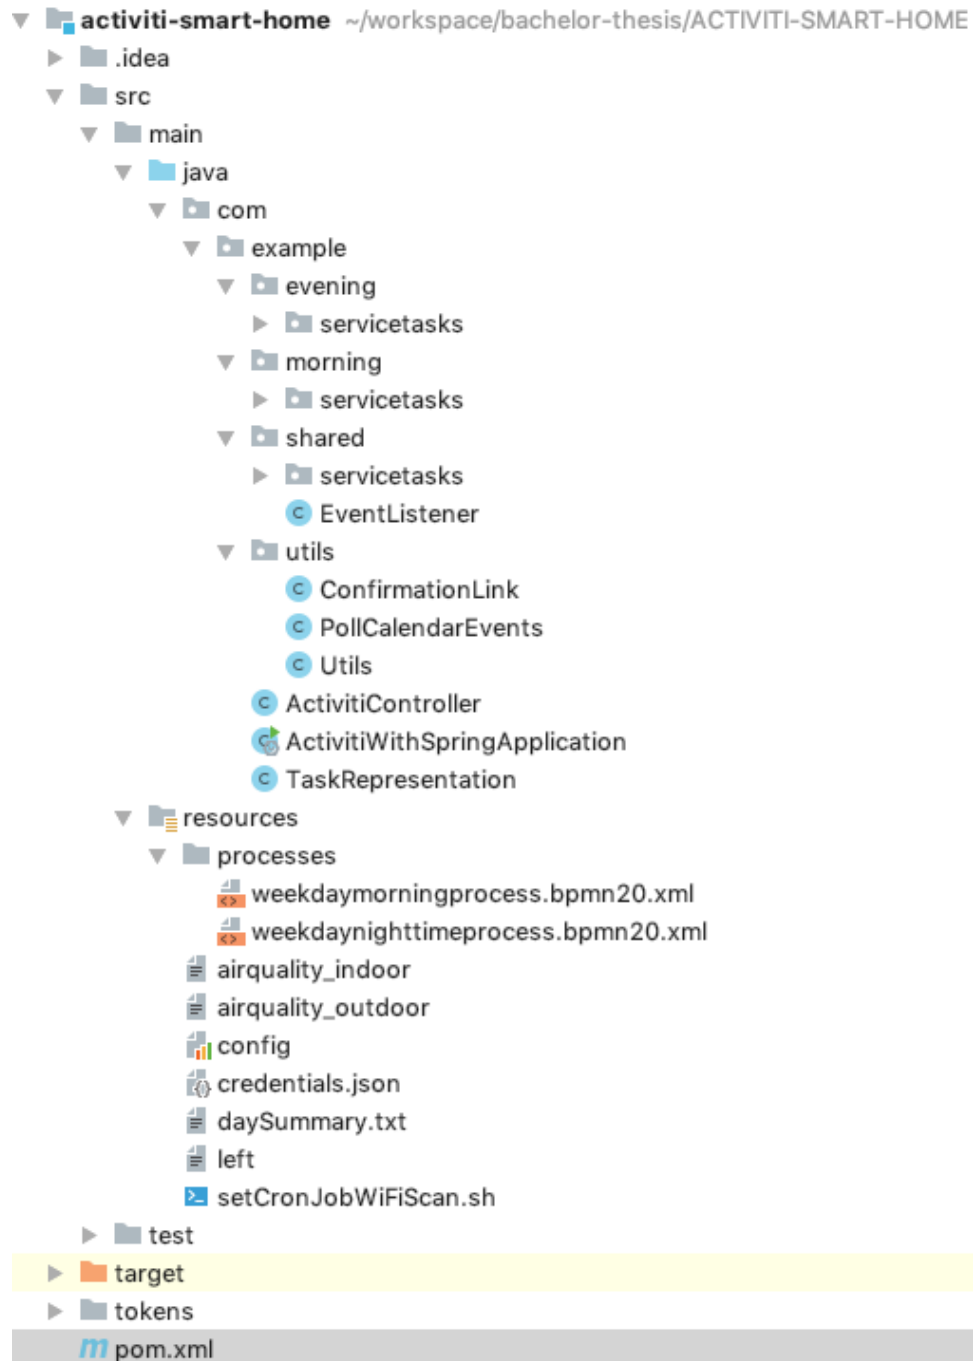 activiti-smart-home ~/workspace/bachelor-thesis/ACTIVITI-SMART-HOME
.idea
src
main
java
com
example
evening
servicetasks
morning
servicetasks
shared
servicetasks
EventListener
utils
ConfirmationLink
PollCalendarEvents
Utils
ActivitiController
ActivitiWithSpringApplication
TaskRepresentation
resources
processes
weekdaymorningprocess.bpmn20.xml
weekdaynighttimeprocess.bpmn20.xml
airquality_indoor
airquality_outdoor
config
credentials.json
daySummary.txt
left
setCronJobWiFiScan.sh
test
target
tokens
pom.xml